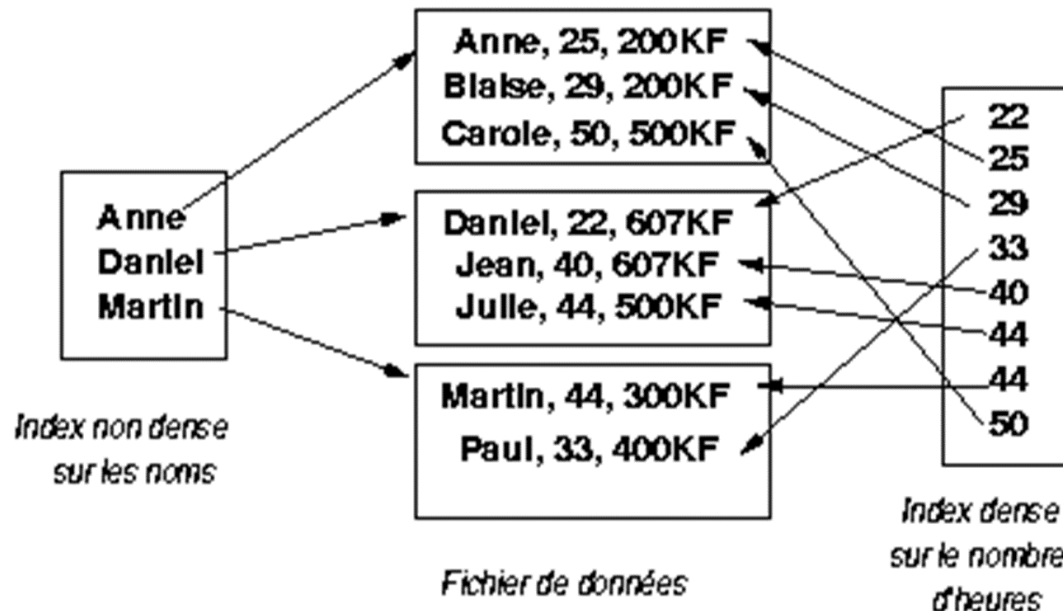 Anne
Daniel
Martin
Index non dense
sur les noms
Anne, 25, 200KF
Blaise, 29, 200KF
Carole, 50, 500KF
Daniel, 22, 607KF
Jean, 40, 607KF
Julie, 44, 500KF
Martin, 44, 300KF
Paul, 33, 400KF
Fichier de données
22
25
29
33
40
44
44
50
Index dense
sur le nombre
d'heures